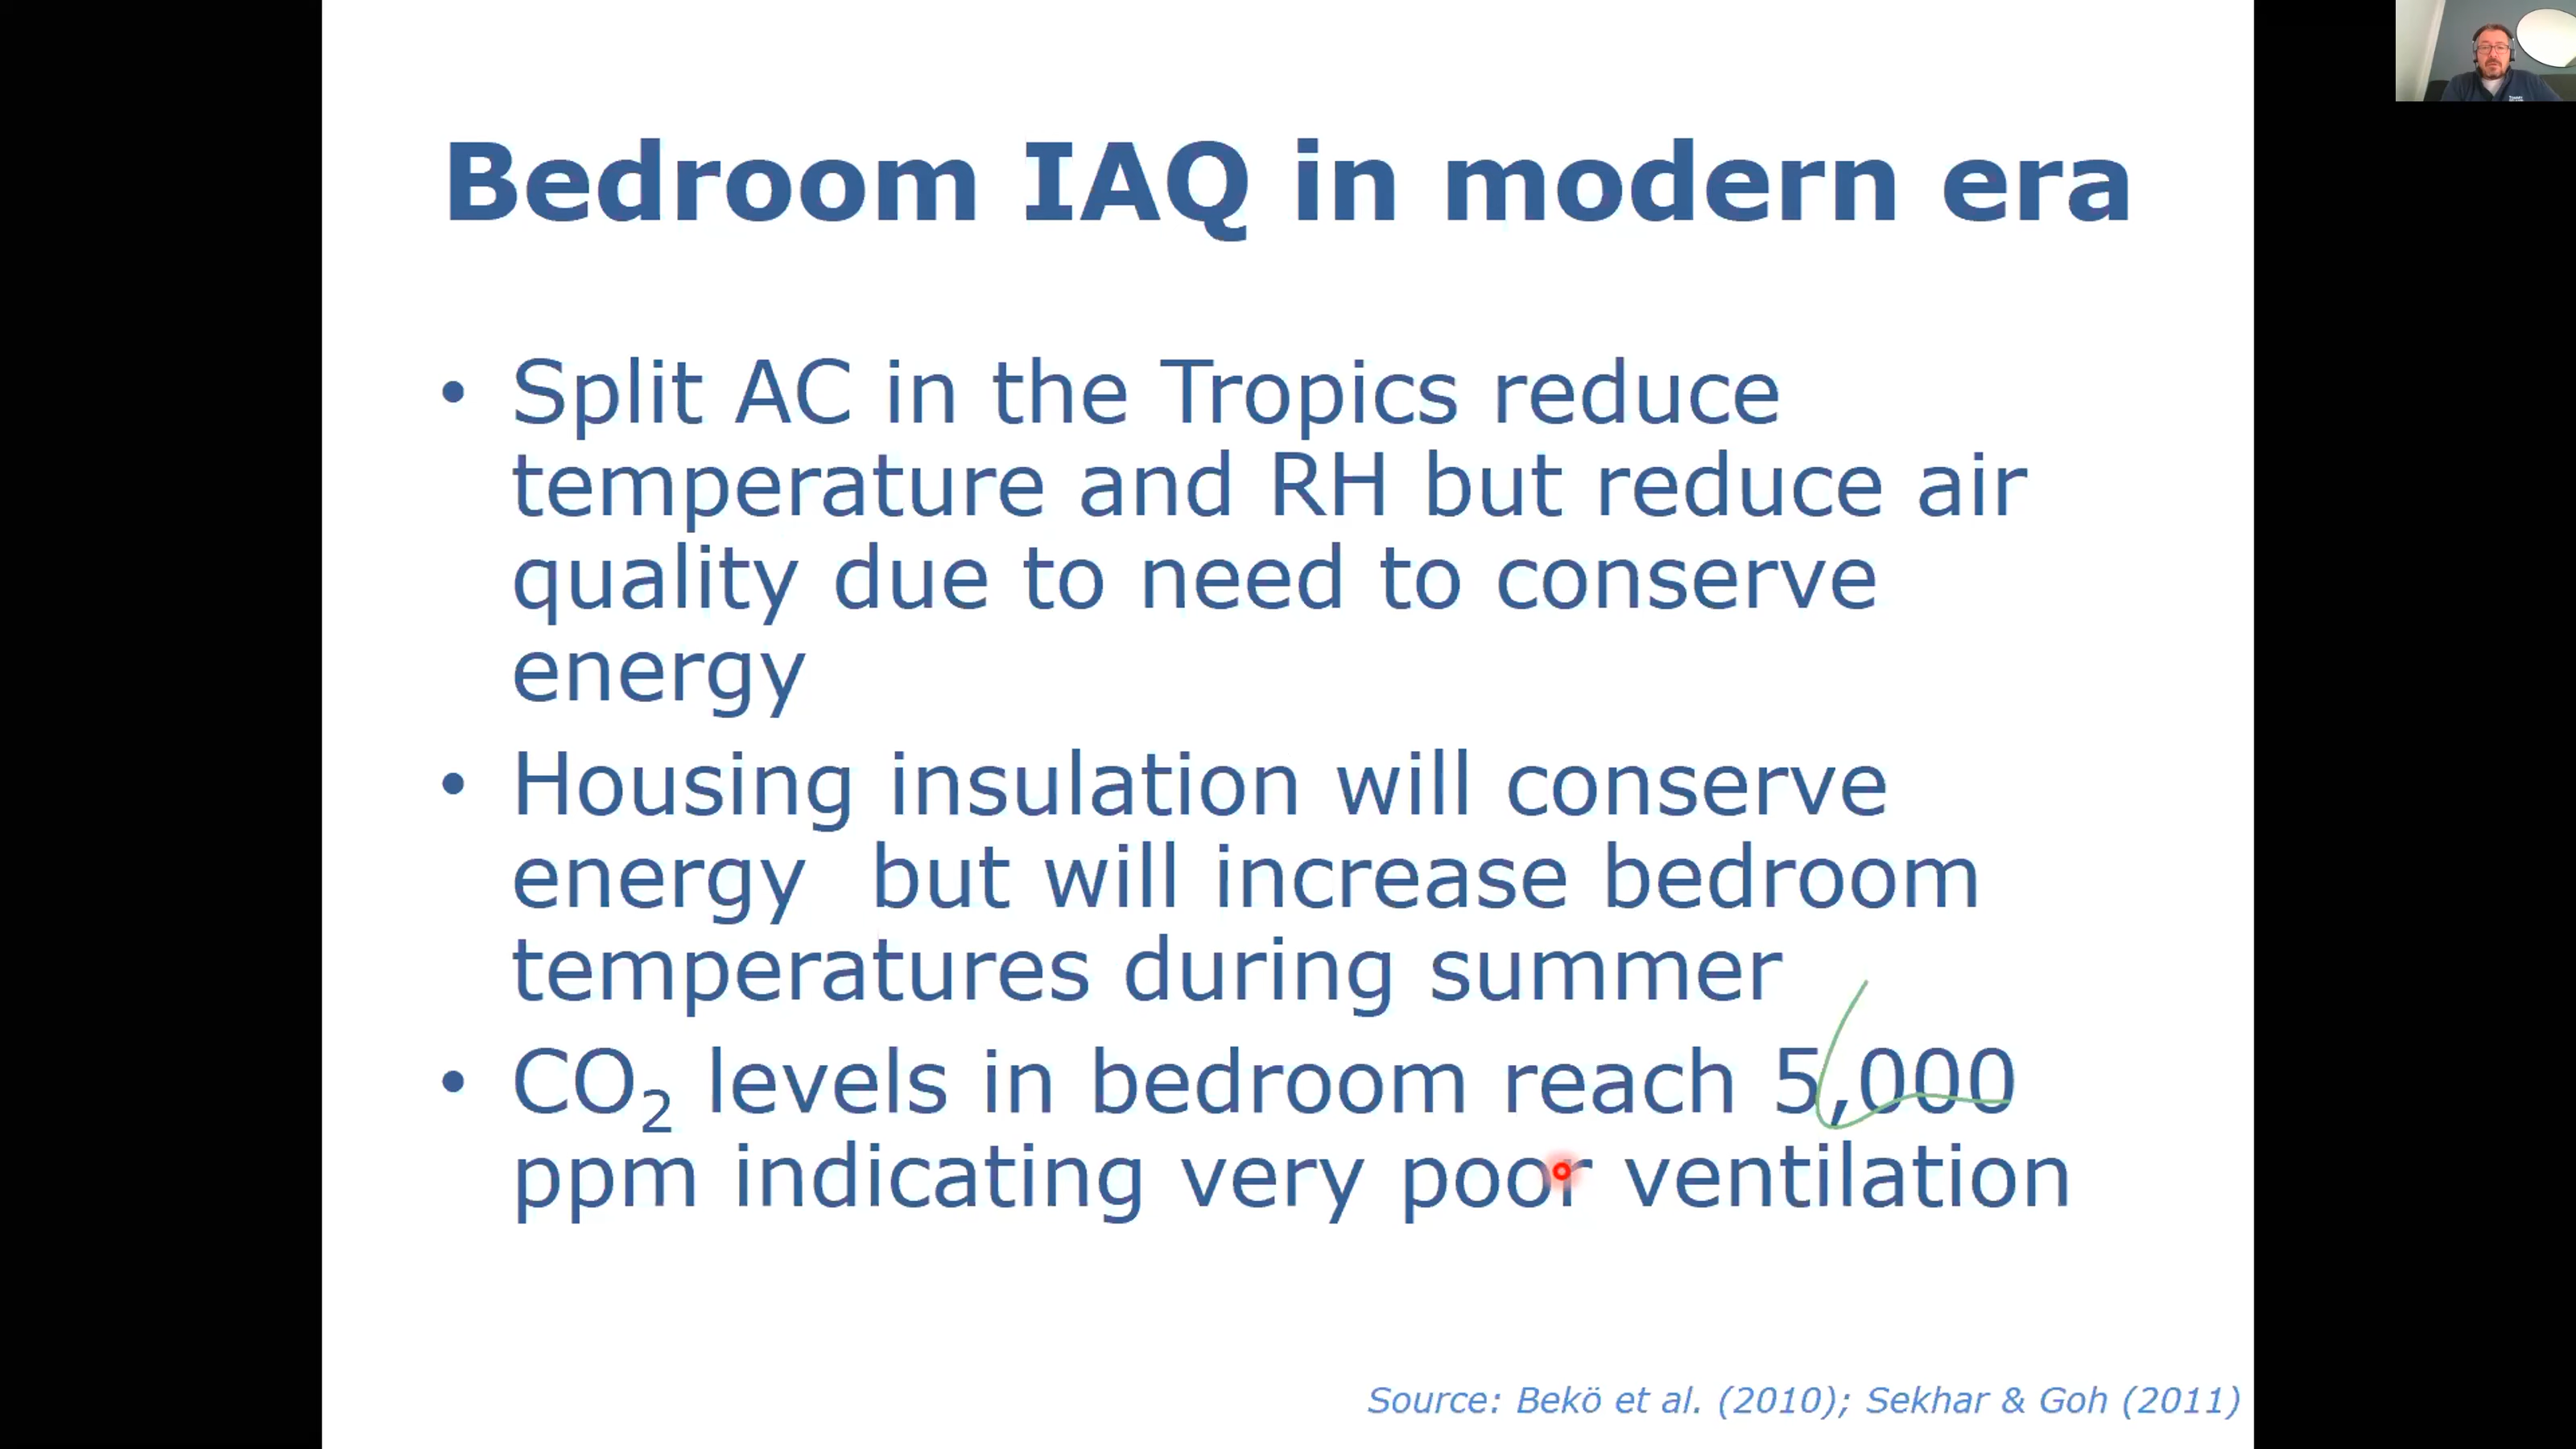 Bedroom IAQ in modern era
• Split AC in the Tropics reduce
temperature and RH but reduce air
quality due to need to conserve
energy
• Housing insulation will conserve
energy  but will increase bedroom
temperatures during summer
• CO₂ levels in bedroom reach 5,000
ppm indicating very poor ventilation
Source: Bekö et al. (2010); Sekhar & Goh (2011)